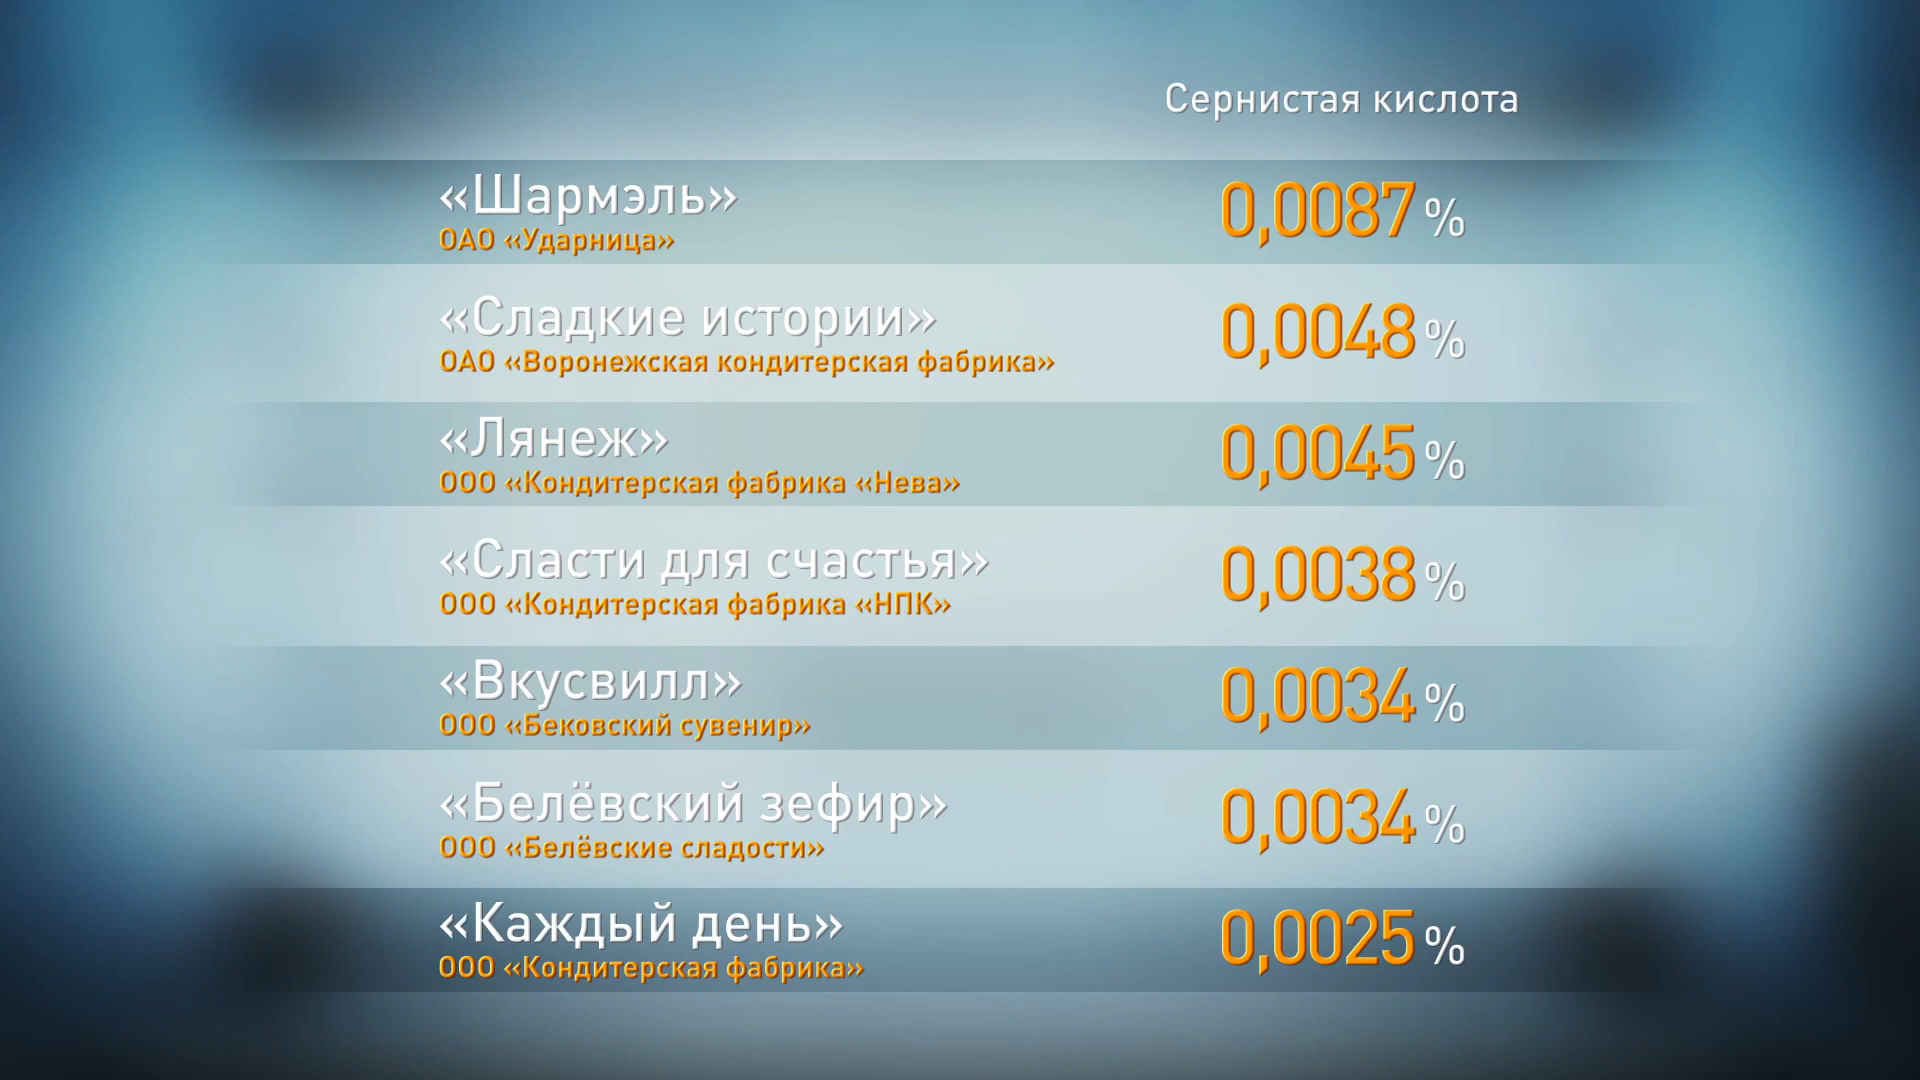 Сернистая кислота
«Шармэль»
0,0087 %
ОАО «Ударница»
«Сладкие истории»
0,0048 %
ОАО «Воронежская кондитерская фабрика»
«Лянеж»
0,0045 %
ООО «Кондитерская фабрика «Нева»
«Сласти для счастья»
0,0038 %
ООО «Кондитерская фабрика «НПК»
«Вкусвилл»
0,0034 %
ООО «Бековский сувенир»
«Белёвский зефир»
0,0034 %
ООО «Белёвские сладости»
«Каждый день»
0,0025 %
ООО «Кондитерская фабрика»